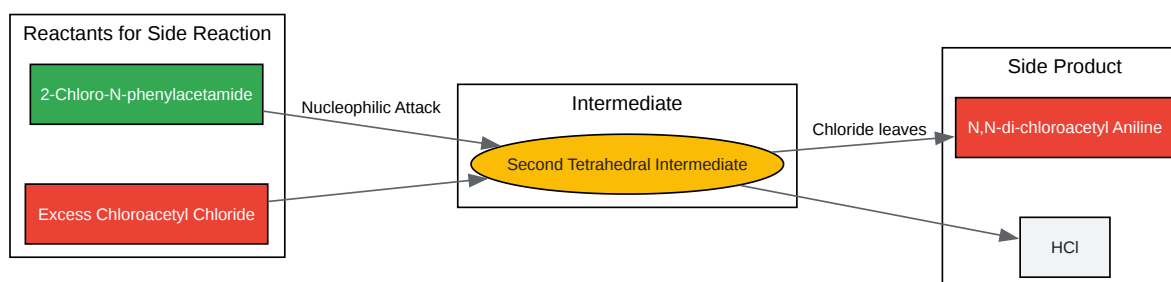 Reactants for Side Reaction
2-Chloro-N-phenylacetamide
Excess Chloroacetyl Chloride
Nucleophilic Attack
Intermediate
Second Tetrahedral Intermediate
Chloride leaves
Side Product
N,N-di-chloroacetyl Aniline
HCl